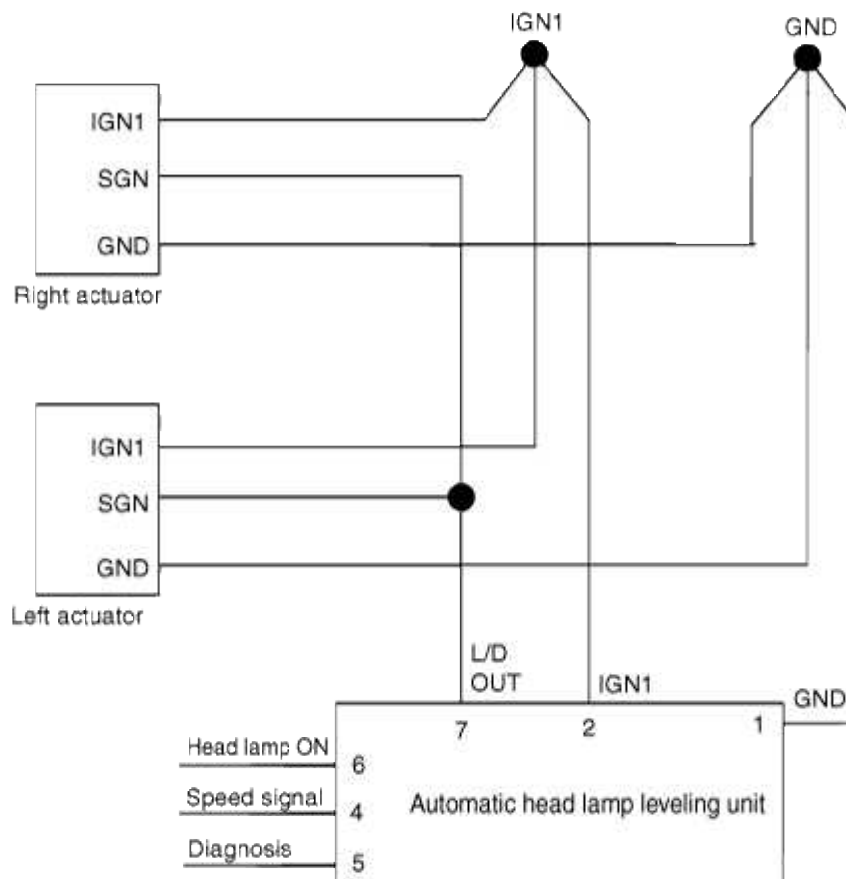 IGN1
GND
IGN1
SGN
GND
Right actuator
IGN1
SGN
GND
Left actuator
L/D
OUT
IGN1
GND
7
2
1
Head lamp ON
6
Speed signal
4
Automatic head lamp leveling unit
Diagnosis
5